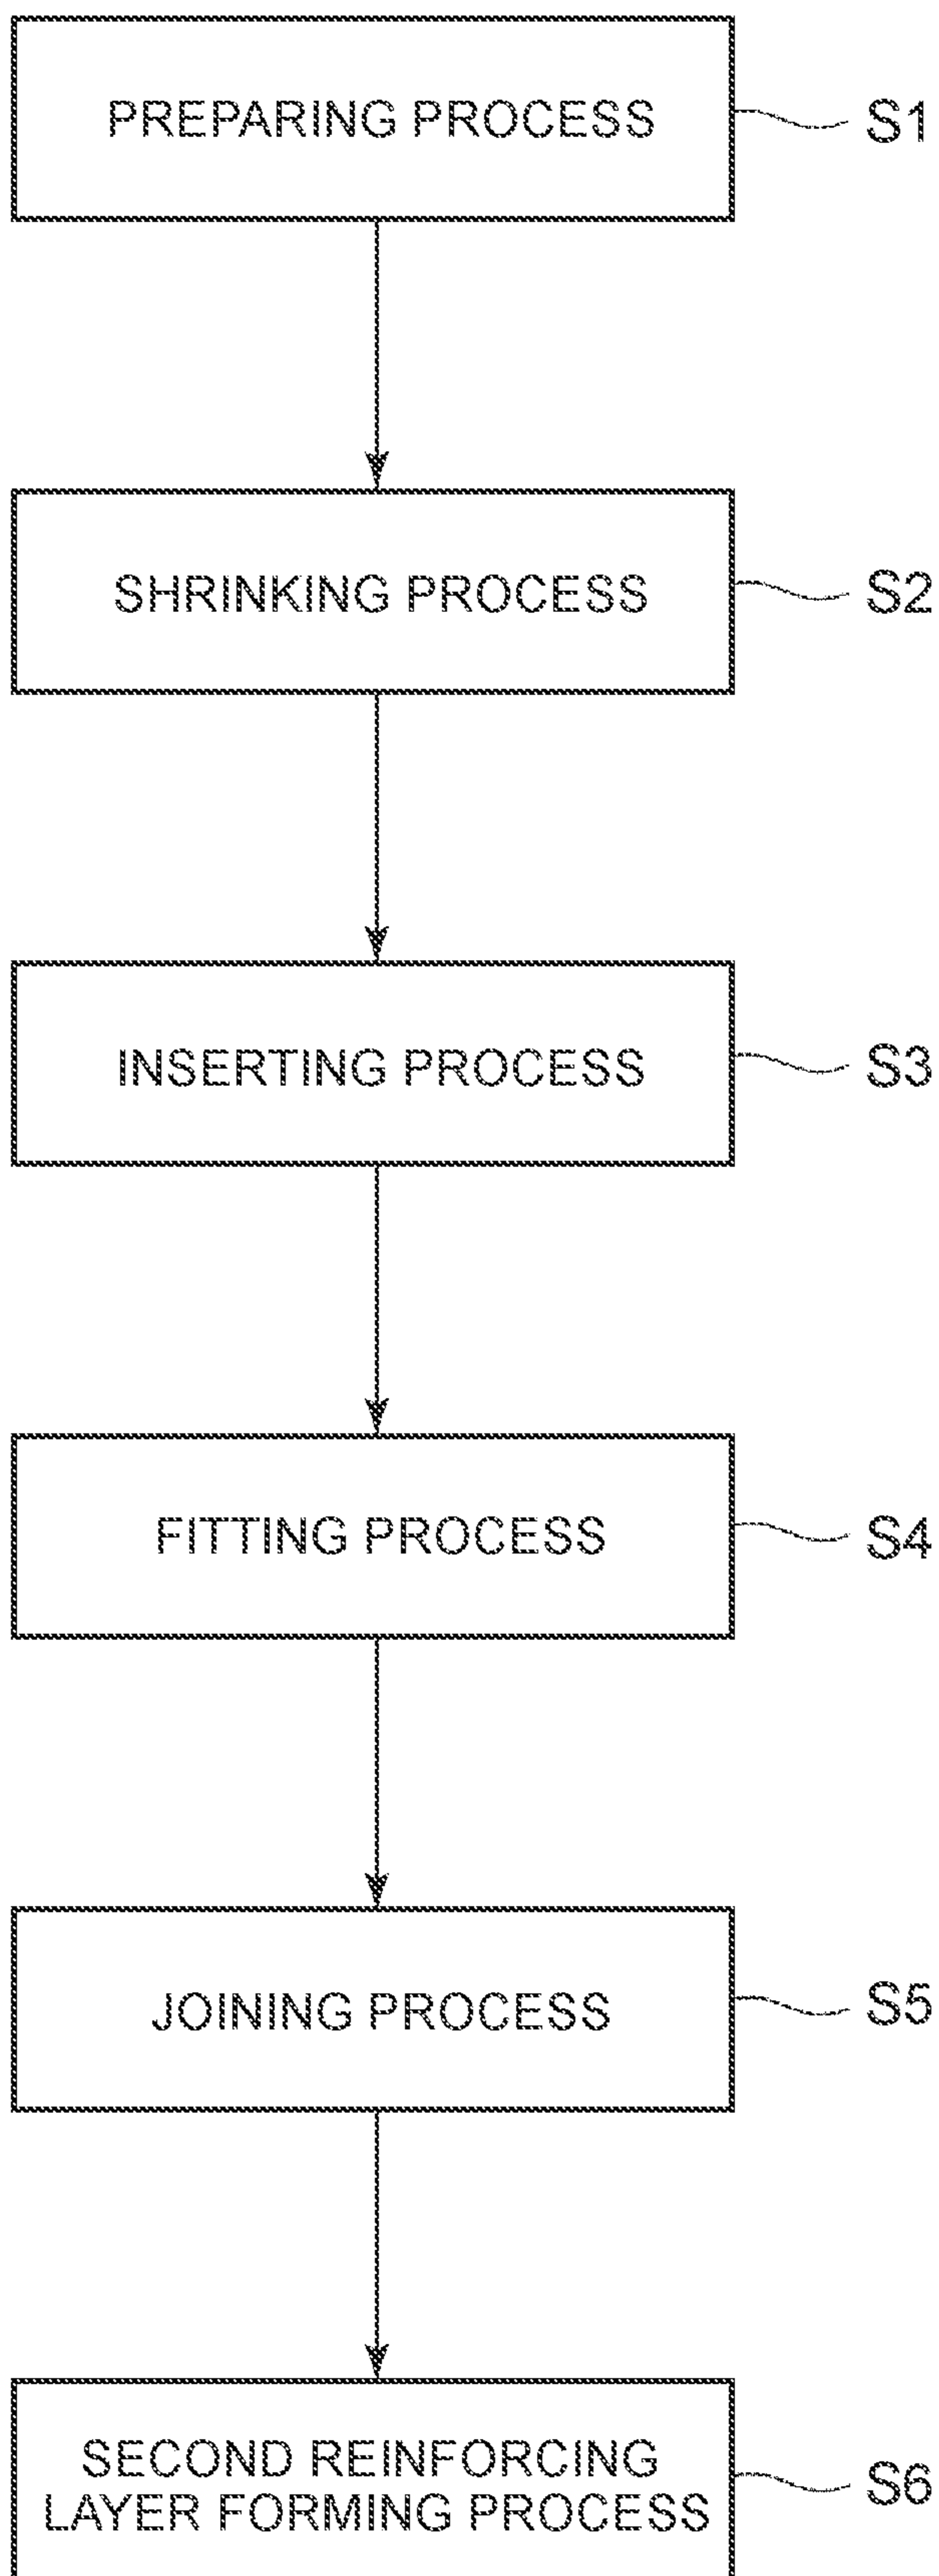 PREPARING PROCESS
S1
SHRINKING PROCESS
S2
INSERTING PROCESS
S3
FITTING PROCESS
S4
JOINING PROCESS
S5
SECOND REINFORCING
LAYER FORMING PROCESS
S6